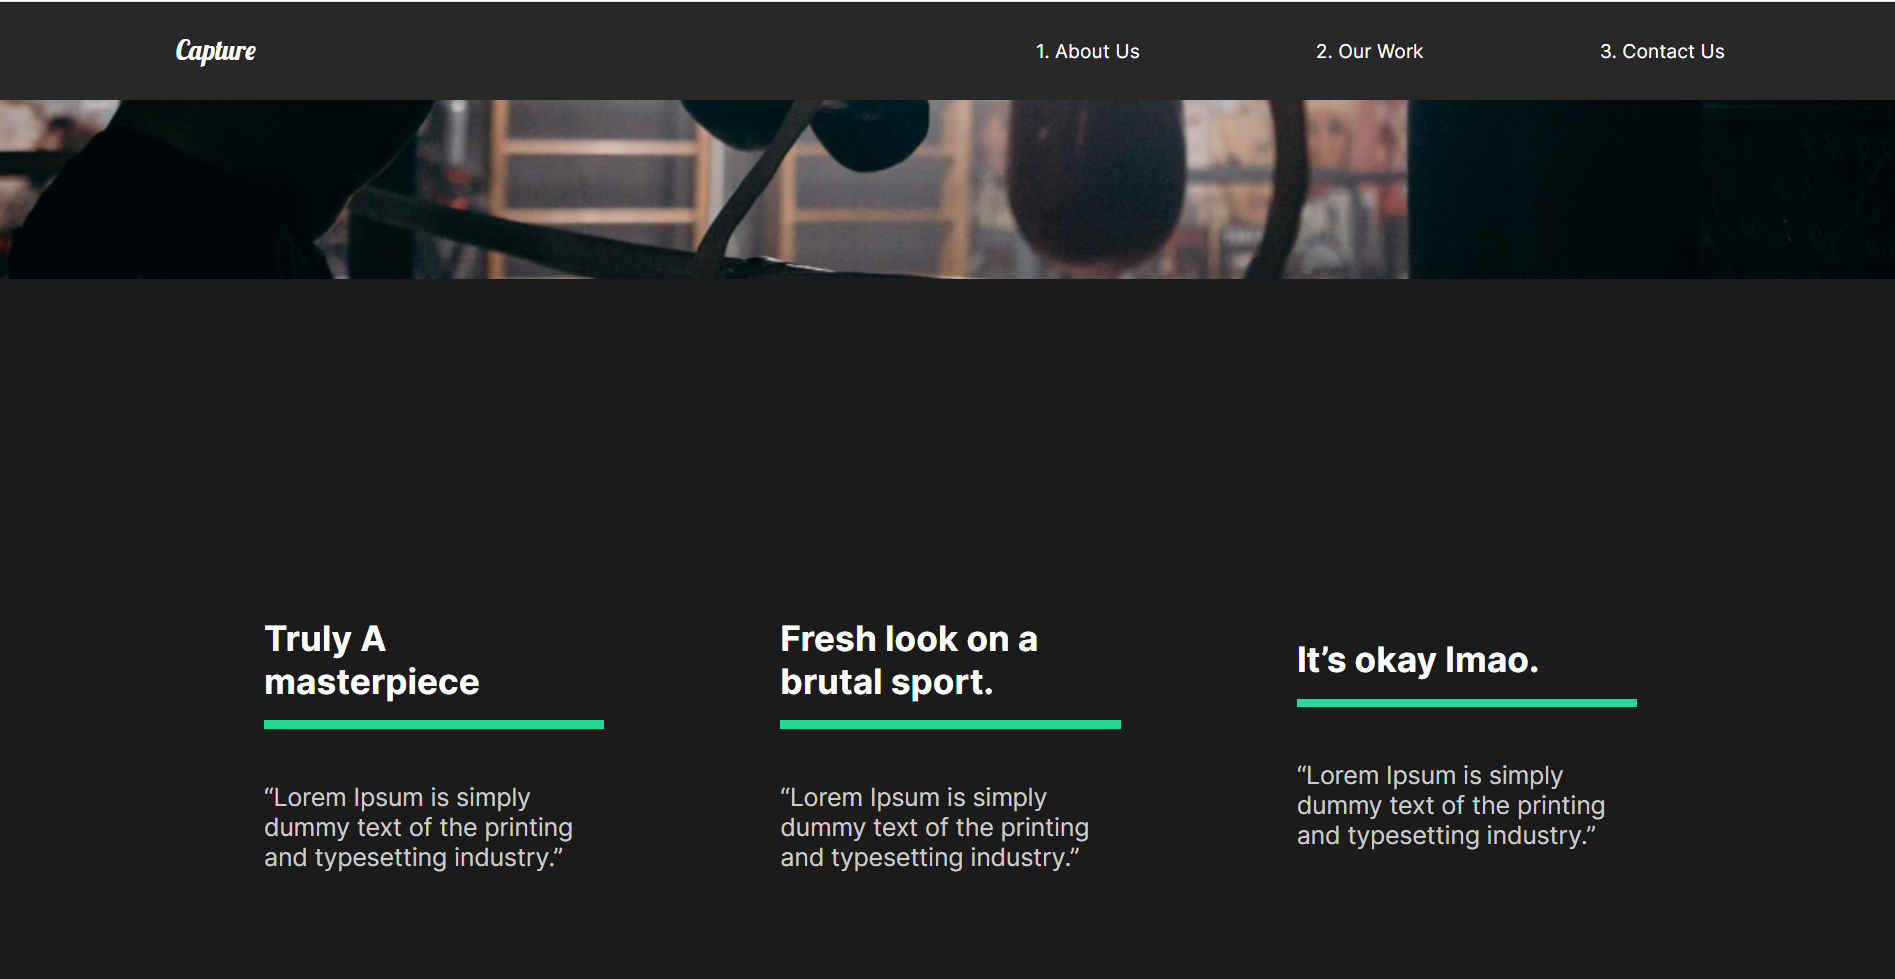 Capture
1. About Us
2. Our Work
3. Contact Us
Truly A
masterpiece
“Lorem Ipsum is simply
dummy text of the printing
and typesetting industry.”
Fresh look on a
brutal sport.
“Lorem Ipsum is simply
dummy text of the printing
and typesetting industry.”
It’s okay lmao.
“Lorem Ipsum is simply
dummy text of the printing
and typesetting industry.”